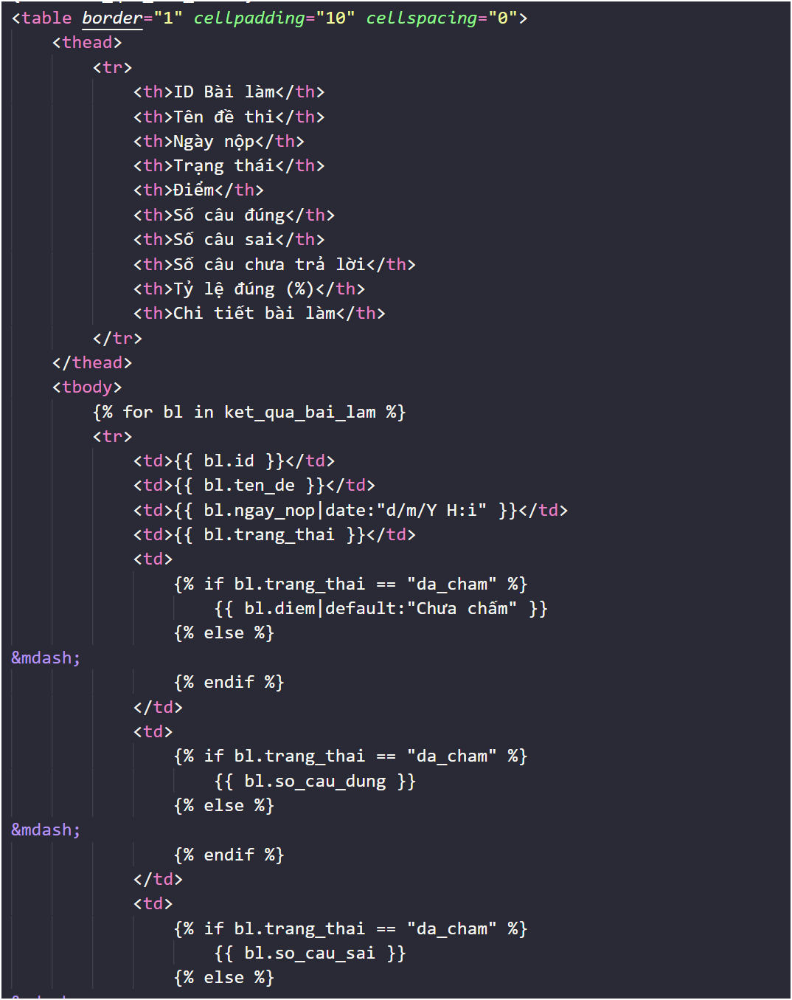 <table border="1" cellpadding="10" cellspacing="0">
<thead>
<tr>
<th>ID Bài làm</th>
<th>Tên đề thi</th>
<th>Ngày nộp</th>
<th>Trạng thái</th>
<th>Điểm</th>
<th>Số câu đúng</th>
<th>Số câu sai</th>
<th>Số câu chưa trả lời</th>
<th>Tỷ lệ đúng (%)</th>
<th>Chi tiết bài làm</th>
</tr>
</thead>
<tbody>
{% for bl in ket_qua_bai_lam %}
<tr>
<td>{{ bl.id }}</td>
<td>{{ bl.ten_de }}</td>
<td>{{ bl.ngay_nop|date:"d/m/Y H:i" }}</td>
<td>{{ bl.trang_thai }}</td>
<td>
{% if bl.trang_thai == "da_cham" %}
{{ bl.diem|default:"Chưa chấm" }}
{% else %}
&mdash;
{% endif %}
</td>
<td>
{% if bl.trang_thai == "da_cham" %}
{{ bl.so_cau_dung }}
{% else %}
&mdash;
{% endif %}
</td>
<td>
{% if bl.trang_thai == "da_cham" %}
{{ bl.so_cau_sai }}
{% else %}